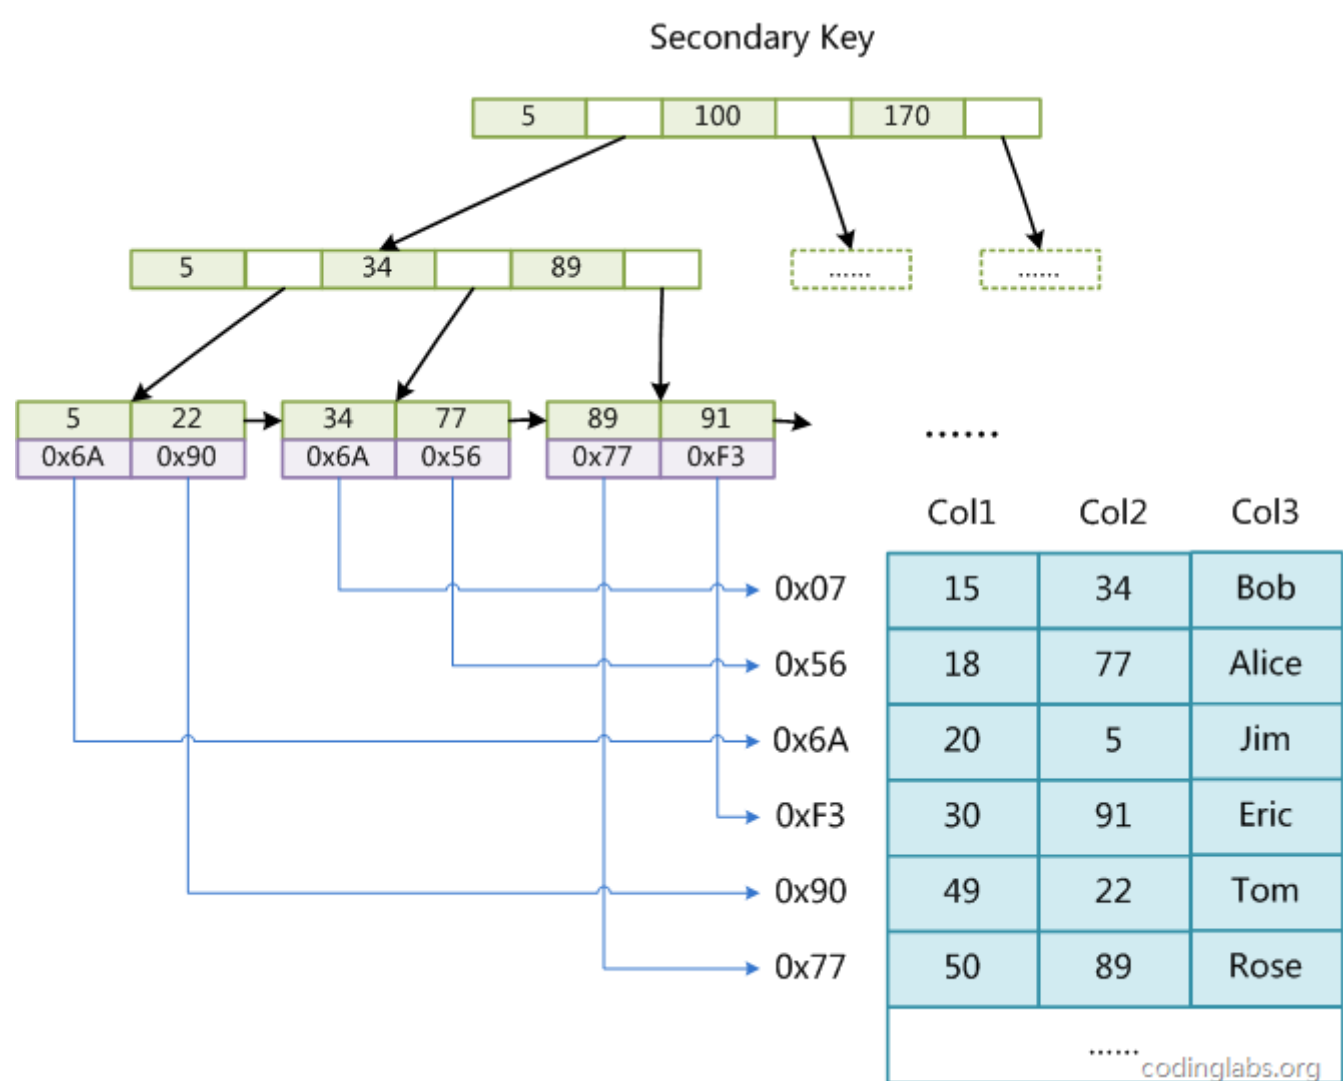 Secondary Key
5 100 170
5 34 89
...... ......
5 22 34 77 89 91
0x6A 0x90 0x6A 0x56 0x77 0xF3
......
Col1 Col2 Col3
0x07 15 34 Bob
0x56 18 77 Alice
0x6A 20 5 Jim
0xF3 30 91 Eric
0x90 49 22 Tom
0x77 50 89 Rose
......
codinglabs.org